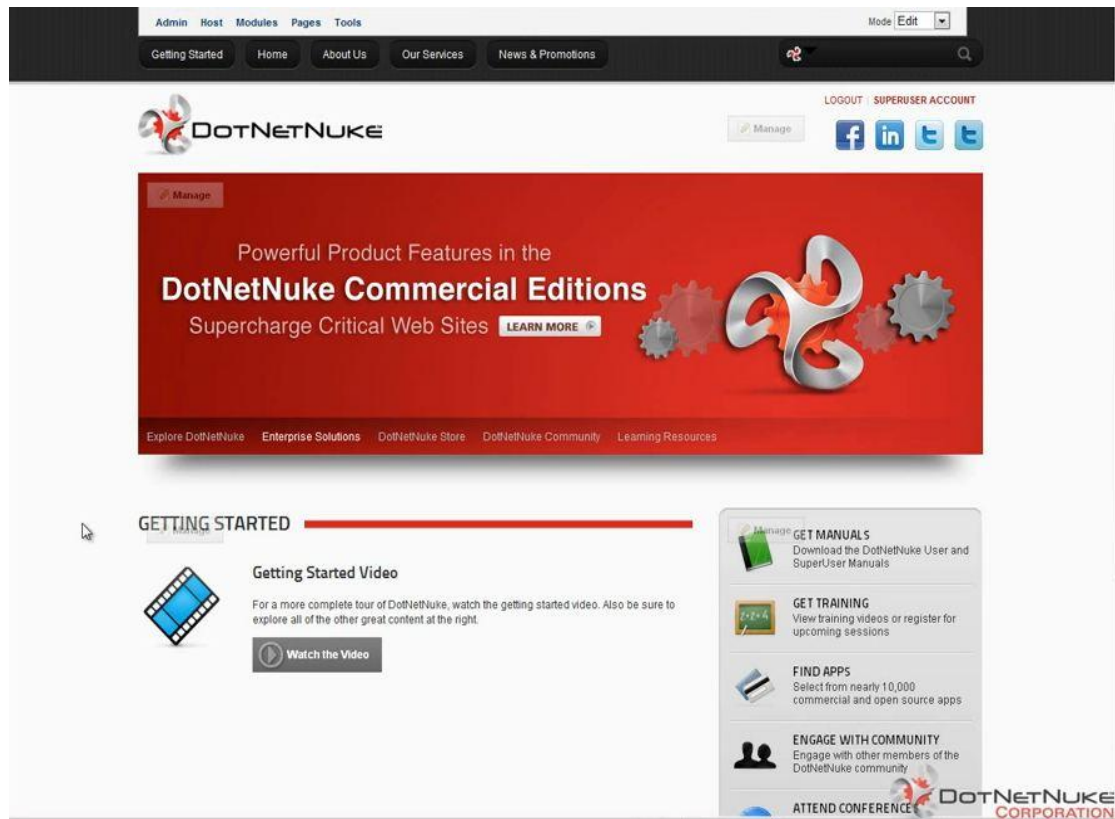 Admin Host Modules Pages Tools
Mode Edit
Getting Started Home About Us Our Services News & Promotions
LOGOUT | SUPERUSER ACCOUNT
DOTNETNUKE
Manage
Manage
Powerful Product Features in the
DotNetNuke Commercial Editions
Supercharge Critical Web Sites LEARN MORE
Explore DotNetNuke Enterprise Solutions DotNetNuke Store DotNetNuke Community Learning Resources
GETTING STARTED
Manage
Getting Started Video
For a more complete tour of DotNetNuke, watch the getting started video. Also be sure to
explore all of the other great content at the right.
Watch the Video
Manage
GET MANUALS
Download the DotNetNuke User and
SuperUser Manuals
2+2=4
GET TRAINING
View training videos or register for
upcoming sessions
FIND APPS
Select from nearly 10,000
commercial and open source apps
ENGAGE WITH COMMUNITY
Engage with other members of the
DotNetNuke community
ATTEND CONFERENCES
DOTNETNUKE
CORPORATION